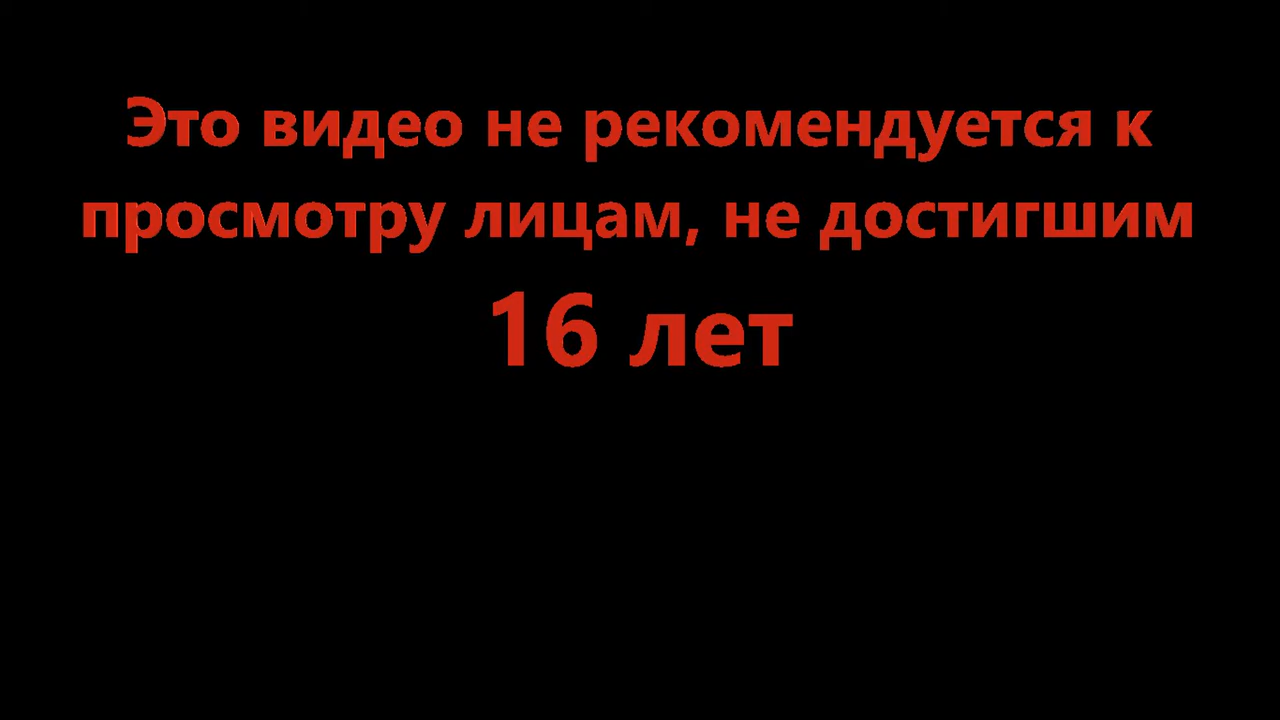 Это видео не рекомендуется к
просмотру лицам, не достигшим
16 лет